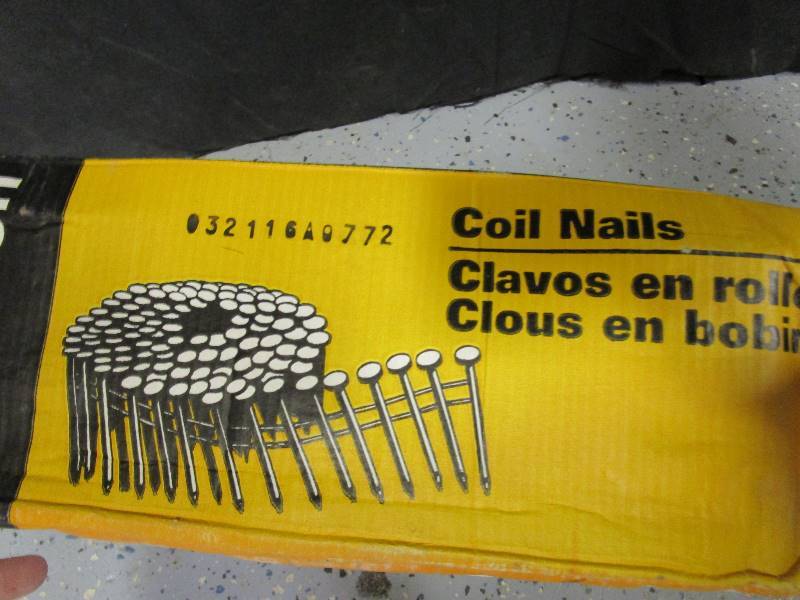 032116A0772
Coil Nails
Clavos en
Clous en